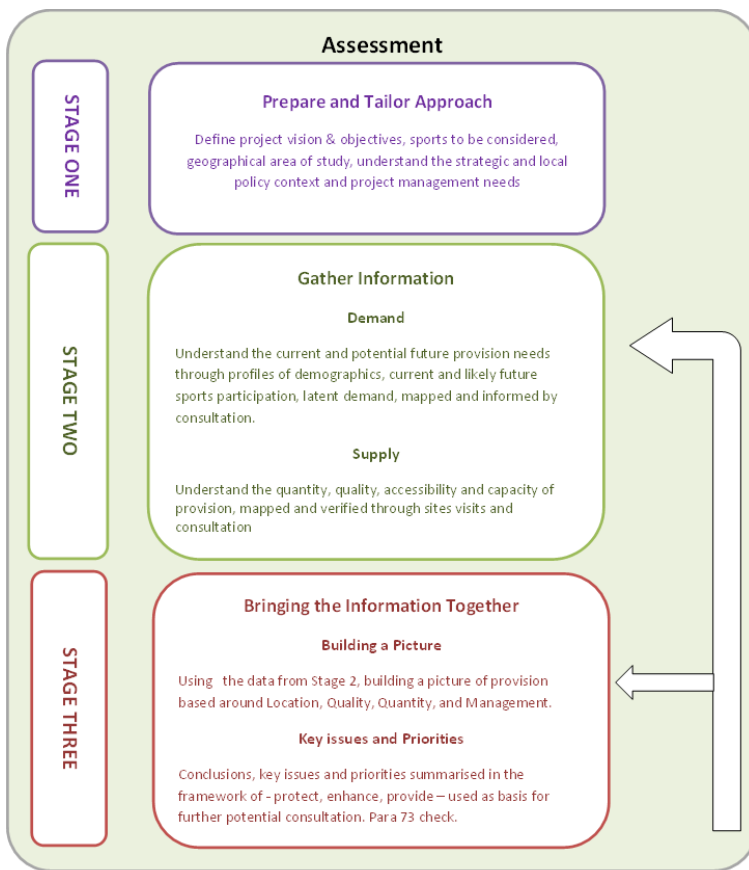 Assessment
STAGE ONE
Prepare and Tailor Approach
Define project vision & objectives, sports to be considered,
geographical area of study, understand the strategic and local
policy context and project management needs
STAGE TWO
Gather Information
Demand
Understand the current and potential future provision needs
through profiles of demographics, current and likely future
sports participation, latent demand, mapped and informed by
consultation.
Supply
Understand the quantity, quality, accessibility and capacity of
provision, mapped and verified through sites visits and
consultation
STAGE THREE
Bringing the Information Together
Building a Picture
Using the data from Stage 2, building a picture of provision
based around Location, Quality, Quantity, and Management.
Key issues and Priorities
Conclusions, key issues and priorities summarised in the
framework of - protect, enhance, provide – used as basis for
further potential consultation. Para 73 check.